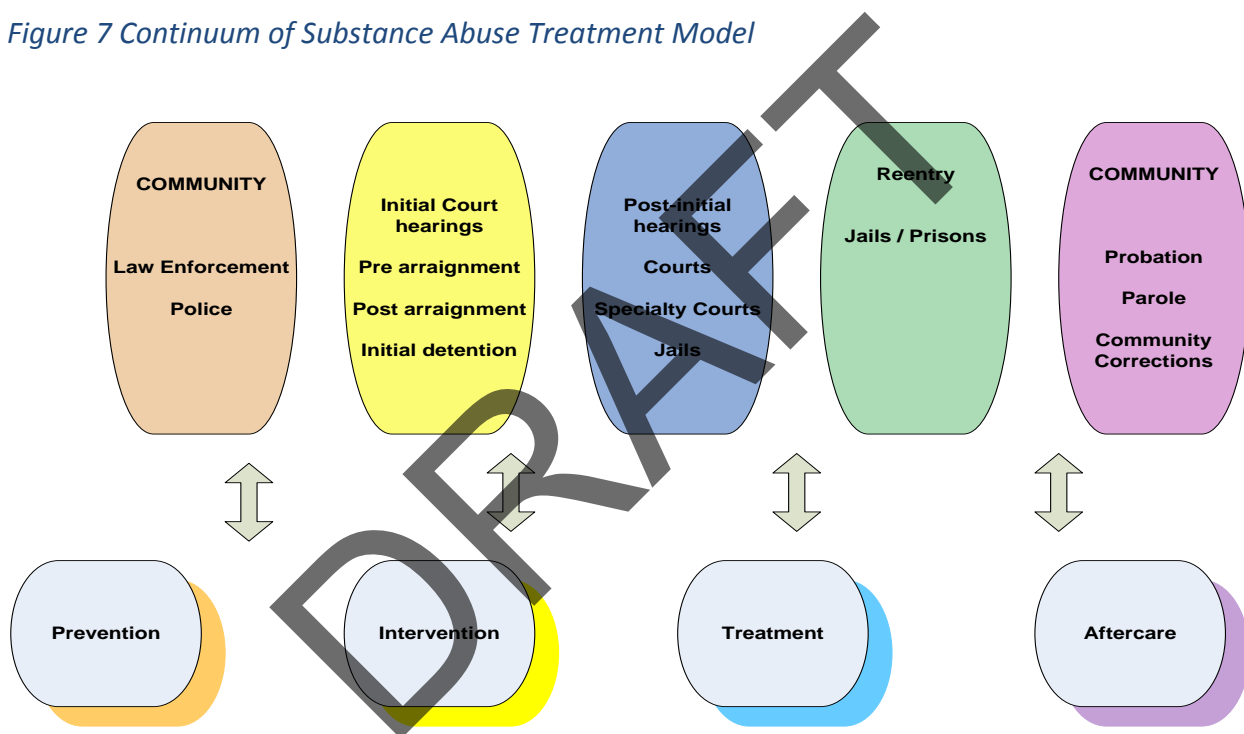 Figure 7 Continuum of Substance Abuse Treatment Model
COMMUNITY
Law Enforcement
Police
Initial Court
hearings
Pre arraignment
Post arraignment
Initial detention
Post-initial
hearings
Courts
Specialty Courts
Jails
Reentry
Jails / Prisons
COMMUNITY
Probation
Parole
Community
Corrections
Prevention
Intervention
Treatment
Aftercare
DRAFT